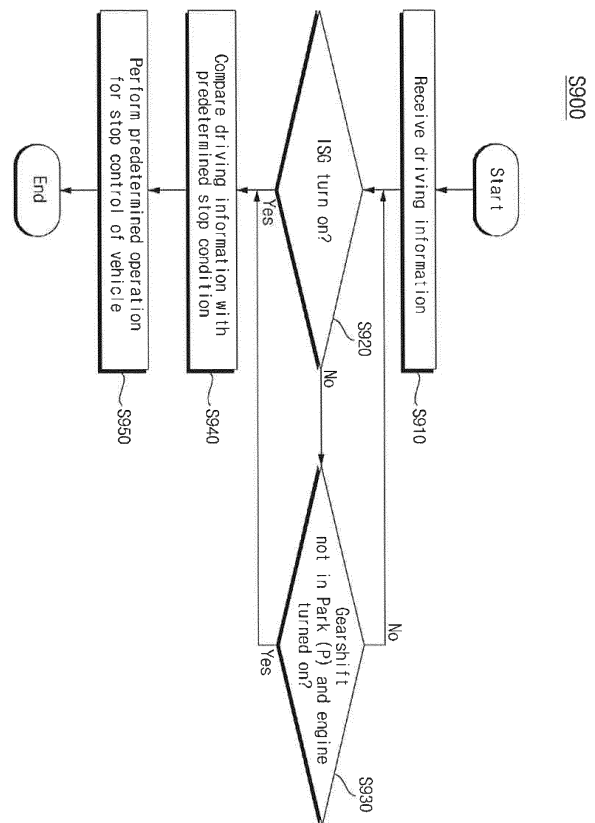 S900
Start
Receive driving information
S910
ISG turn on?
S920
No
Yes
Gearshift
not in Park (P) and engine
turned on?
S930
No
Yes
Compare driving information with
predetermined stop condition
S940
Perform predetermined operation
for stop control of vehicle
S950
End